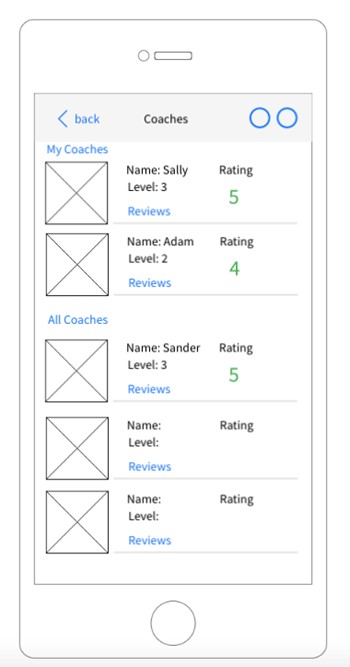 back Coaches
My Coaches
Name: Sally Rating
Level: 3
5
Reviews
Name: Adam Rating
Level: 2
4
Reviews
All Coaches
Name: Sander Rating
Level: 3
5
Reviews
Name: Rating
Level:
Reviews
Name: Rating
Level:
Reviews